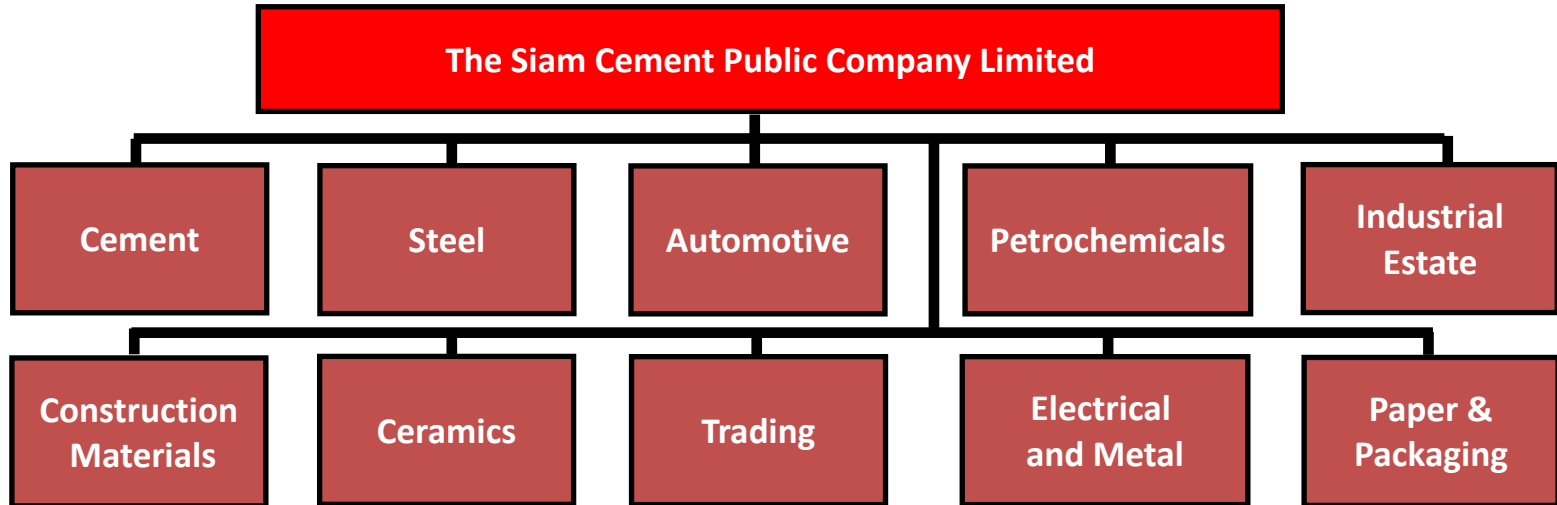 The Siam Cement Public Company Limited
Cement
Steel
Automotive
Petrochemicals
Industrial
Estate
Construction
Materials
Ceramics
Trading
Electrical
and Metal
Paper &
Packaging